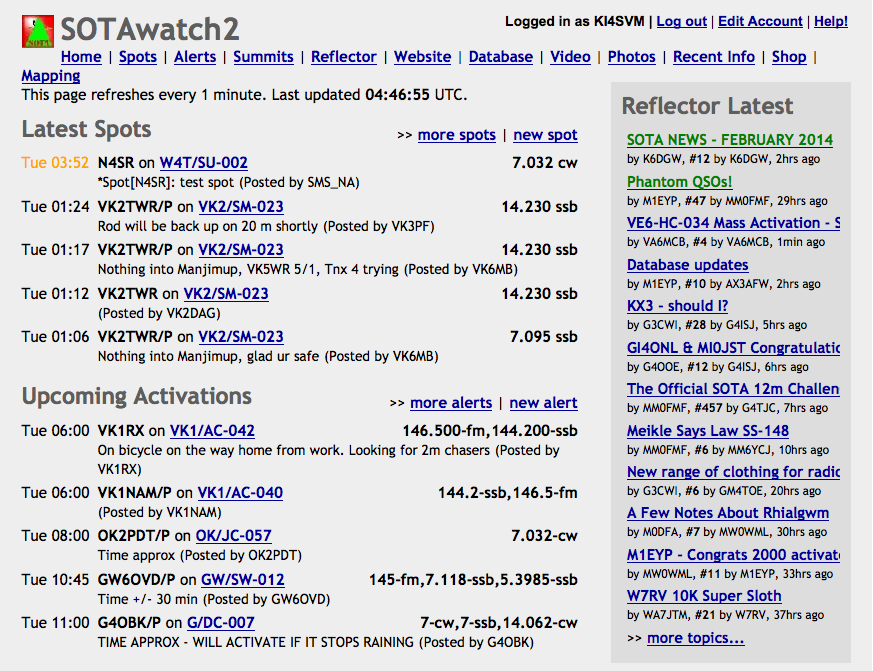 SOTAwatch2
Logged in as KI4SVM | Log out | Edit Account | Help!
Home | Spots | Alerts | Summits | Reflector | Website | Database | Video | Photos | Recent Info | Shop |
Mapping
This page refreshes every 1 minute. Last updated 04:46:55 UTC.
Latest Spots
>> more spots | new spot
Tue 03:52 N4SR on W4T/SU-002 7.032 cw
*Spot[N4SR]: test spot (Posted by SMS_NA)
Tue 01:24 VK2TWR/P on VK2/SM-023 14.230 ssb
Rod will be back up on 20 m shortly (Posted by VK3PF)
Tue 01:17 VK2TWR/P on VK2/SM-023 14.230 ssb
Nothing into Manjimup, VK5WR 5/1, Tnx 4 trying (Posted by VK6MB)
Tue 01:12 VK2TWR on VK2/SM-023 14.230 ssb
(Posted by VK2DAG)
Tue 01:06 VK2TWR/P on VK2/SM-023 7.095 ssb
Nothing into Manjimup, glad ur safe (Posted by VK6MB)
Upcoming Activations
>> more alerts | new alert
Tue 06:00 VK1RX on VK1/AC-042 146.500-fm,144.200-ssb
On bicycle on the way home from work. Looking for 2m chasers (Posted by
VK1RX)
Tue 06:00 VK1NAM/P on VK1/AC-040 144.2-ssb,146.5-fm
(Posted by VK1NAM)
Tue 08:00 OK2PDT/P on OK/JC-057 7.032-cw
Time approx (Posted by OK2PDT)
Tue 10:45 GW6OVD/P on GW/SW-012 145-fm,7.118-ssb,5.3985-ssb
Time +/- 30 min (Posted by GW6OVD)
Tue 11:00 G4OBK/P on G/DC-007 7-cw,7-ssb,14.062-cw
TIME APPROX - WILL ACTIVATE IF IT STOPS RAINING (Posted by G4OBK)
Reflector Latest
SOTA NEWS - FEBRUARY 2014
by K6DGW, #12 by K6DGW, 2hrs ago
Phantom QSOs!
by M1EYP, #47 by MM0FMF, 29hrs ago
VE6-HC-034 Mass Activation - S
by VA6MCB, #4 by VA6MCB, 1min ago
Database updates
by M1EYP, #10 by AX3AFW, 2hrs ago
KX3 - should I?
by G3CWI, #28 by G4ISJ, 5hrs ago
GI4ONL & MI0JST Congratulatic
by G4OOE, #12 by G4ISJ, 6hrs ago
The Official SOTA 12m Challen
by MM0FMF, #457 by G4TJC, 7hrs ago
Meikle Says Law SS-148
by MM0FMF, #6 by MM6YCJ, 10hrs ago
New range of clothing for radic
by G3CWI, #6 by GM4TOE, 20hrs ago
A Few Notes About Rhialgwm
by M0DFA, #7 by MW0WML, 30hrs ago
M1EYP - Congrats 2000 activat
by MW0WML, #11 by M1EYP, 33hrs ago
W7RV 10K Super Sloth
by WA7JTM, #21 by W7RV, 37hrs ago
>> more topics...